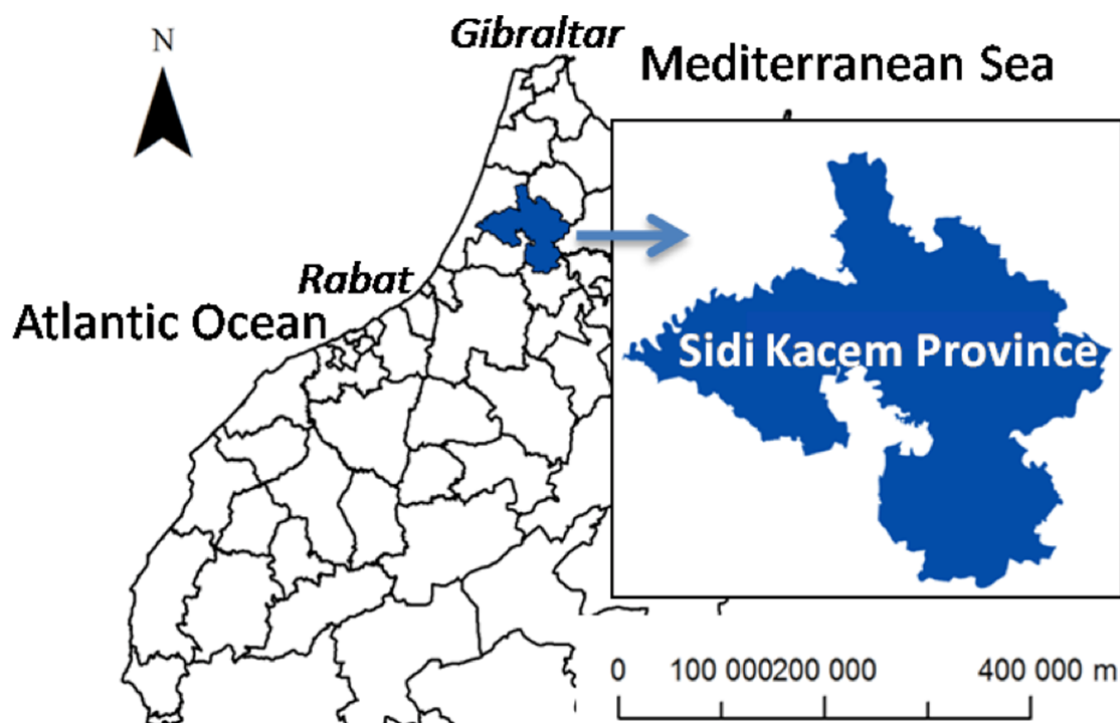 N
Gibraltar
Mediterranean Sea
Rabat
Atlantic Ocean
Sidi Kacem Province
0 100 000200 000 400 000 m